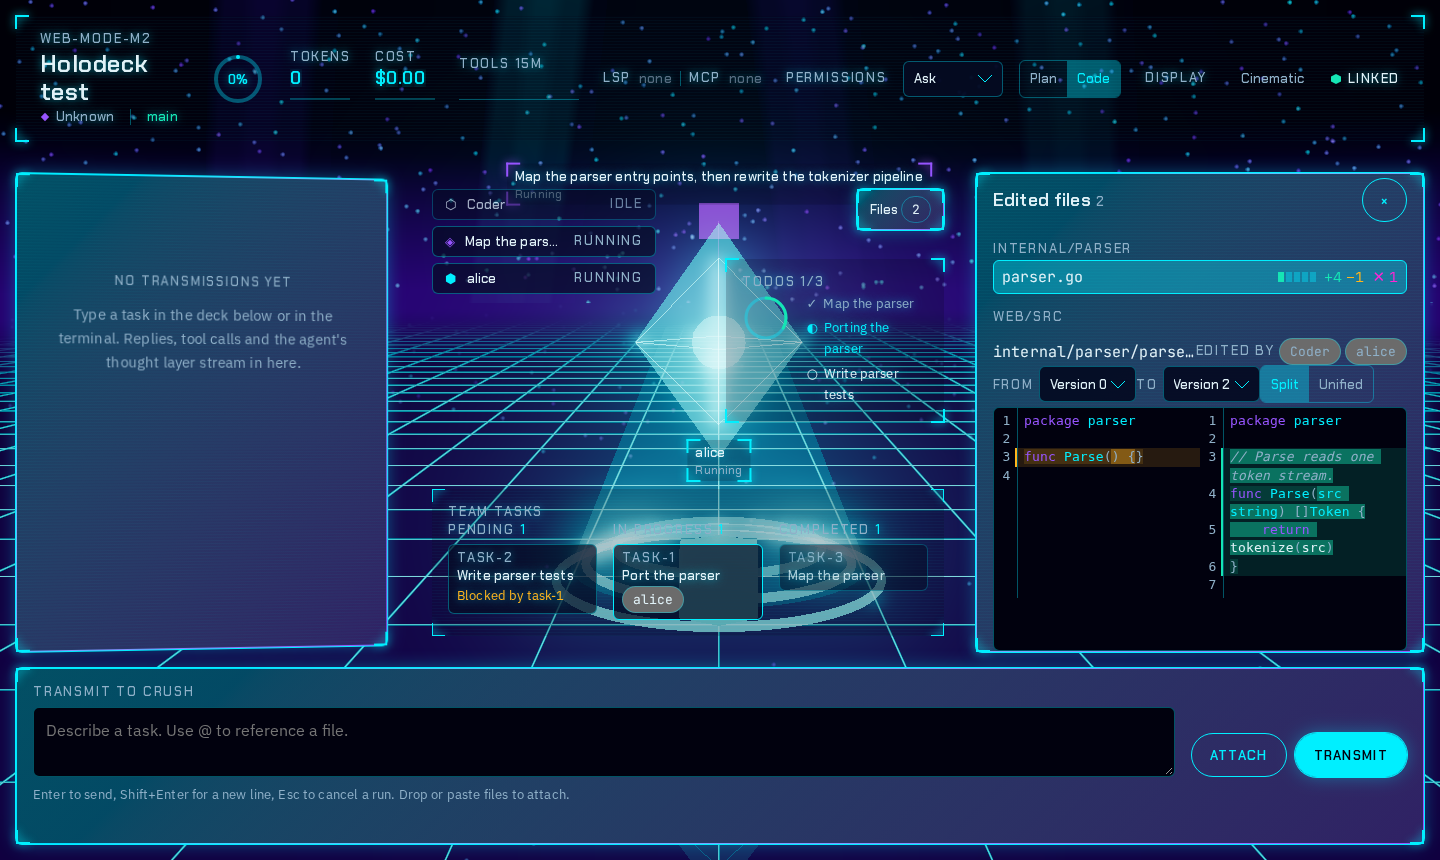 WEB-MODE-M2
Holodeck
test
◆ Unknown
main
0%
TOKENS
0
COST
$0.00
TOOLS 15M
LSP none
MCP none
PERMISSIONS
Ask
Plan
Code
DISPLAY
Cinematic
LINKED
NO TRANSMISSIONS YET
Type a task in the deck below or in the
terminal. Replies, tool calls and the agent's
thought layer stream in here.
Map the parser entry points, then rewrite the tokenizer pipeline
Running
Coder IDLE
Map the pars… RUNNING
alice RUNNING
Files 2
TODOS 1/3
✓ Map the parser
Porting the
parser
Write parser
tests
alice
Running
TEAM TASKS
PENDING 1
COMPLETED 1
TASK-2
Write parser tests
Blocked by task-1
TASK-1
Port the parser
alice
TASK-3
Map the parser
Edited files 2
×
INTERNAL/PARSER
parser.go +4 −1 ✕ 1
WEB/SRC
internal/parser/parse… EDITED BY Coder alice
FROM Version 0 TO Version 2 Split Unified
1 package parser
2
3 func Parse() {}
4
1 package parser
2
3 // Parse reads one
token stream.
4 func Parse(src
string) []Token {
5 return
tokenize(src)
6 }
7
TRANSMIT TO CRUSH
Describe a task. Use @ to reference a file.
ATTACH
TRANSMIT
Enter to send, Shift+Enter for a new line, Esc to cancel a run. Drop or paste files to attach.